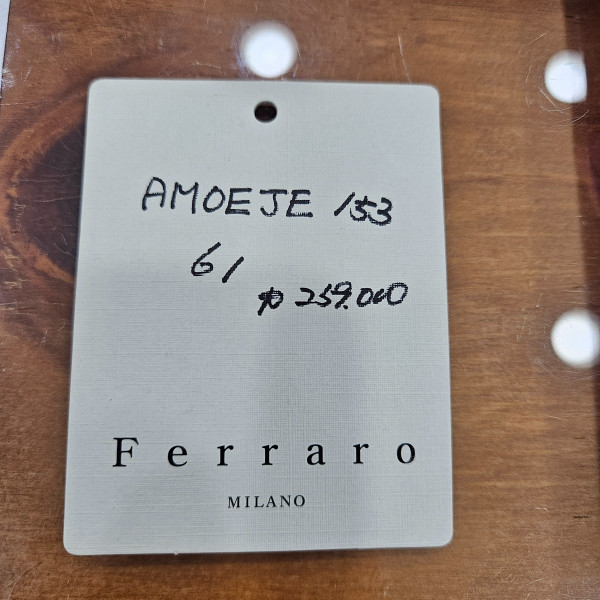 AMOEJE 153
61
₩259.000
Ferraro
MILANO